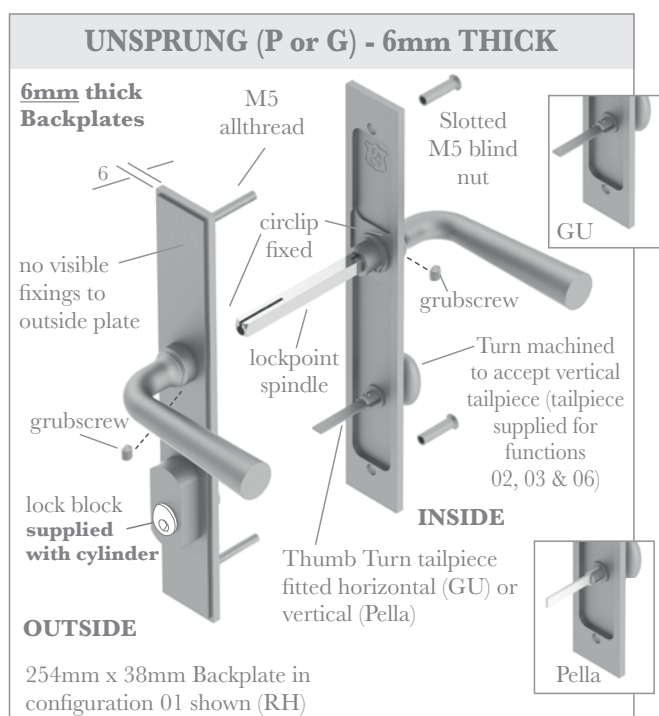 UNSPRUNG (P or G) - 6mm THICK
6mm thick
Backplates
M5
allthread
Slotted
M5 blind
nut
GU
6
circlip
fixed
no visible
fixings to
outside plate
grubscrew
lockpoint
spindle
Turn machined
to accept vertical
tailpiece (tailpiece
supplied for
functions
02, 03 & 06)
grubscrew
lock block
supplied
with cylinder
INSIDE
Thumb Turn tailpiece
fitted horizontal (GU) or
vertical (Pella)
OUTSIDE
Pella
254mm x 38mm Backplate in
configuration 01 shown (RH)